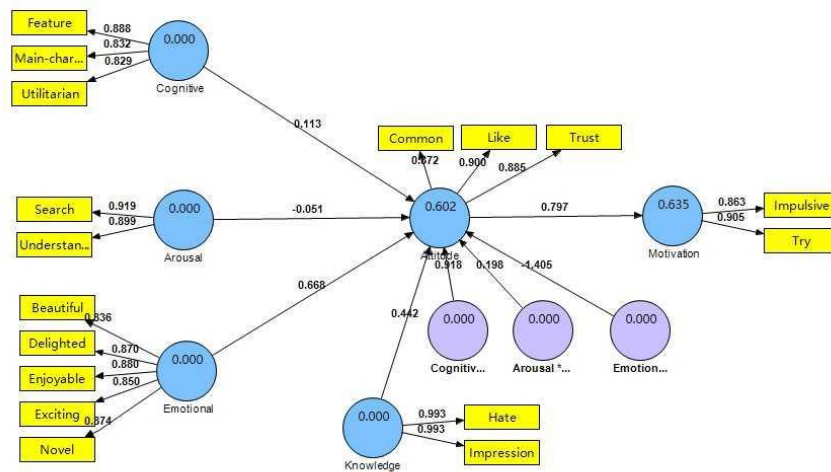 Feature
0.888
0.000
Main-char...
0.832
0.829
Utilitarian
Cognitive
0.113
Common
Like
Trust
0.872
0.900
0.885
Search
0.919
0.000
0.899
Understan...
Arousal
-0.051
0.602
Attitude
0.797
0.635
Motivation
0.863
Impulsive
0.905
Try
0.668
0.918
0.198
-1.405
0.442
Beautiful
0.836
Delighted
0.870
0.000
Enjoyable
0.880
0.850
Emotional
Exciting
0.874
Novel
0.000
Cognitiv...
0.000
Arousal *...
0.000
Emotion...
0.000
Knowledge
0.993
Hate
0.993
Impression